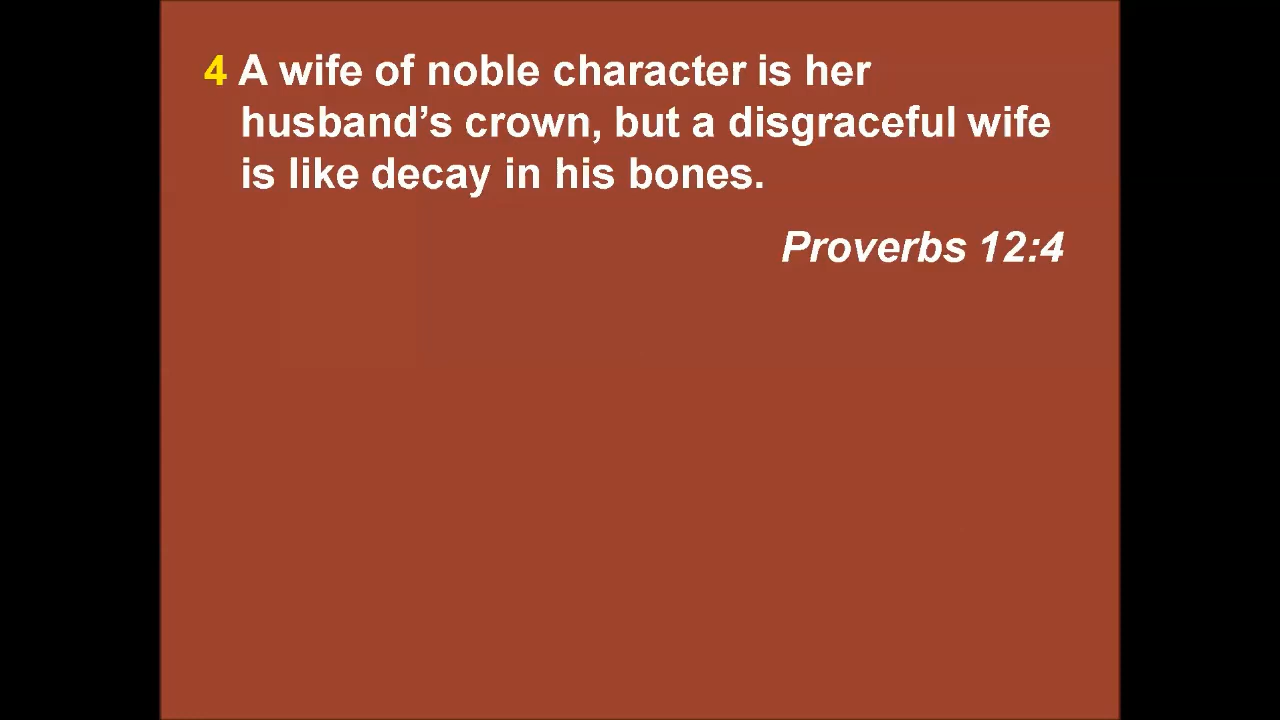 4 A wife of noble character is her
husband’s crown, but a disgraceful wife
is like decay in his bones.
Proverbs 12:4